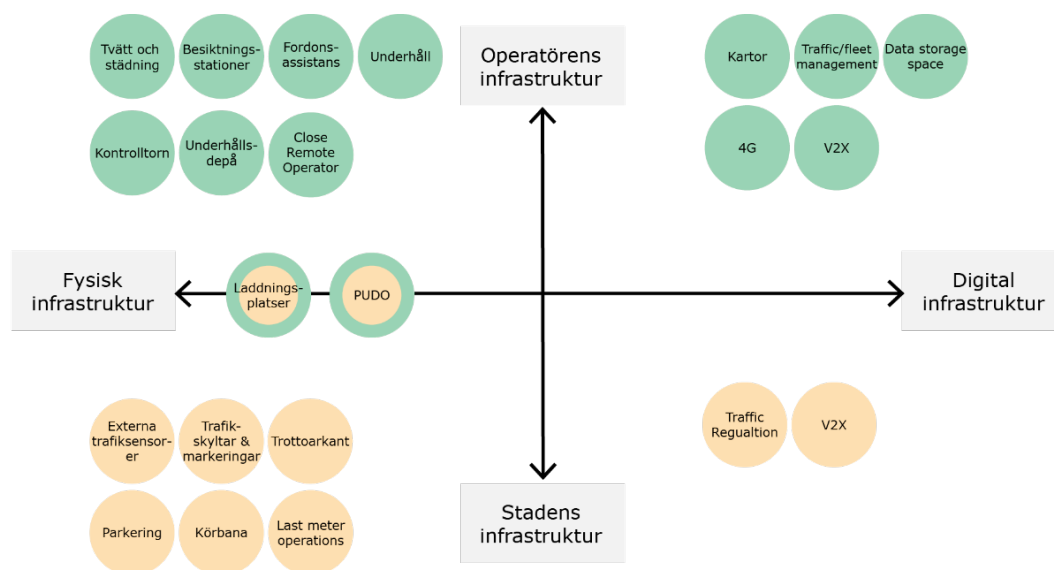 Tvätt och
städning
Besiktnings-
stationer
Fordons-
assistans
Underhåll
Operatörens
infrastruktur
Kartor
Traffic/fleet
management
Data storage
space
Kontrolltorn
Underhålls-
depå
Close
Remote
Operator
4G
V2X
Fysisk
infrastruktur
Laddnings-
platser
PUDO
Digital
infrastruktur
Externa
trafiksensor-
er
Trafik-
skyltar &
markeringar
Trottoarkant
Traffic
Regualtion
V2X
Parkering
Körbana
Last meter
operations
Stadens
infrastruktur